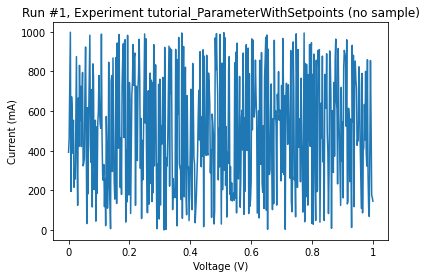 Run #1, Experiment tutorial_ParameterWithSetpoints (no sample)
1000
800
600
400
200
0
Current (mA)
0 0.2 0.4 0.6 0.8 1
Voltage (V)